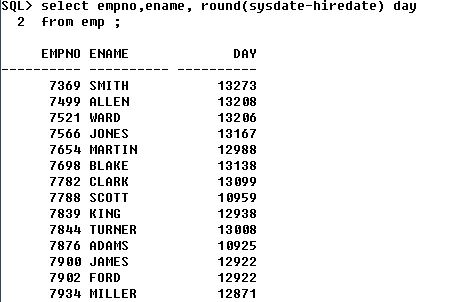 SQL> select empno,ename, round(sysdate-hiredate) day
2 from emp ;
EMPNO ENAME DAY
---------- ---------- ----------
7369 SMITH 13273
7499 ALLEN 13208
7521 WARD 13206
7566 JONES 13167
7654 MARTIN 12988
7698 BLAKE 13138
7782 CLARK 13099
7788 SCOTT 10959
7839 KING 12938
7844 TURNER 13008
7876 ADAMS 10925
7900 JAMES 12922
7902 FORD 12922
7934 MILLER 12871